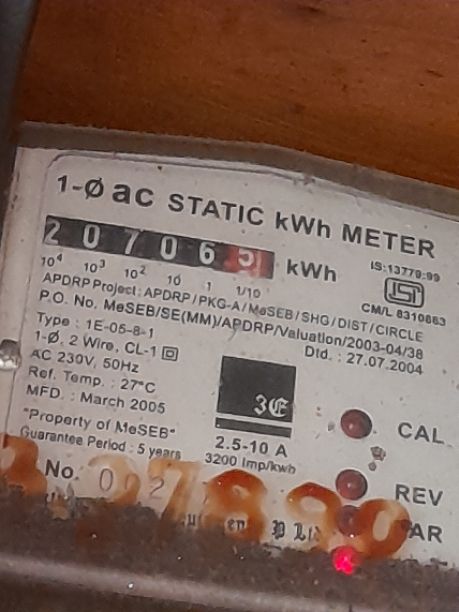 1-Ø ac STATIC kWh METER
2 0 7 0 6 5 kWh
10⁴ 10³ 10² 10 1 1/10
IS:13779:99
ISI
CM/L 8310663
APDRP Project: APDRP/PKG-A/MeSEB/SHG/DIST/CIRCLE
P.O. No. MeSEB/SE(MM)/APDRP/Valuation/2003-04/38
Dtd. : 27.07.2004
Type : 1E-05-8-1
1-Ø, 2 Wire, CL-1
AC 230V, 50Hz
Ref. Temp. : 27°C
MFD. : March 2005
"Property of MeSEB"
Guarantee Period : 5 years
3E
2.5-10 A
3200 Imp/kwh
CAL
REV
No.